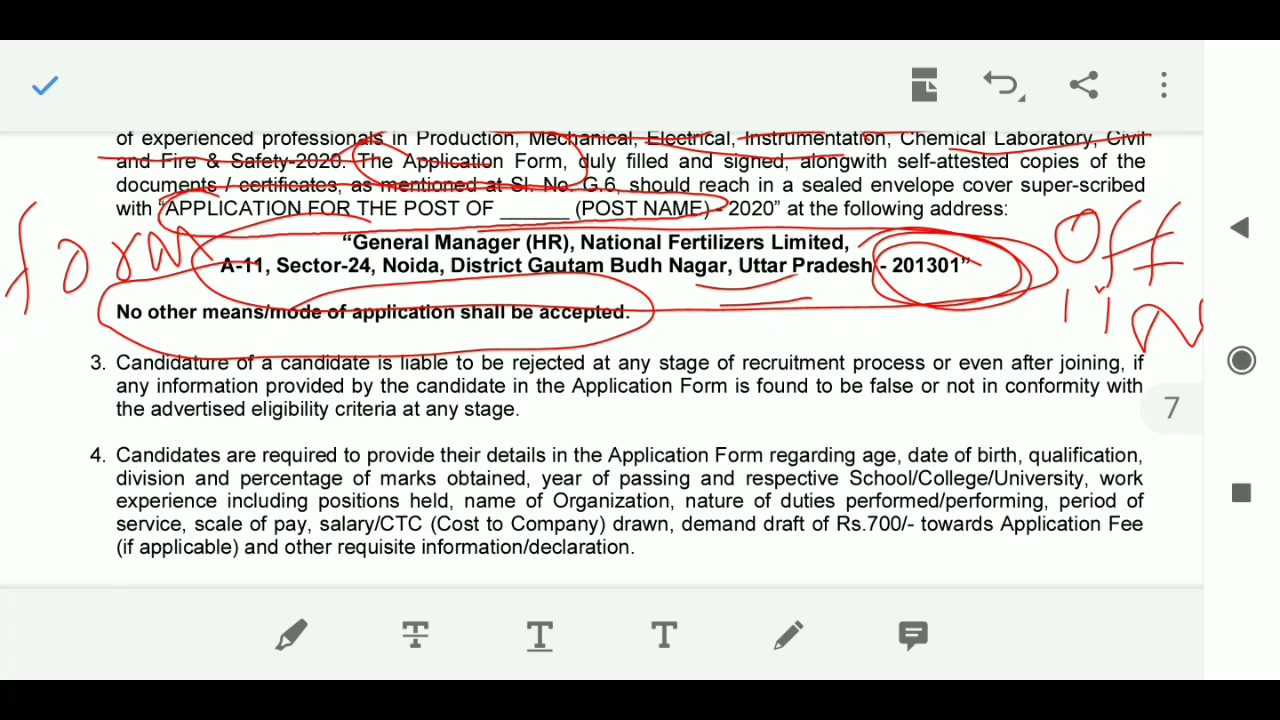 of experienced professionals in Production, Mechanical, Electrical, Instrumentation, Chemical Laboratory, Civil
and Fire & Safety-2020. The Application Form, duly filled and signed, alongwith self-attested copies of the
documents / certificates, as mentioned at Sl. No. G.6, should reach in a sealed envelope cover super-scribed
with “APPLICATION FOR THE POST OF ______ (POST NAME) - 2020” at the following address:
“General Manager (HR), National Fertilizers Limited,
A-11, Sector-24, Noida, District Gautam Budh Nagar, Uttar Pradesh - 201301”
form
Off
line
No other means/mode of application shall be accepted.
3. Candidature of a candidate is liable to be rejected at any stage of recruitment process or even after joining, if
any information provided by the candidate in the Application Form is found to be false or not in conformity with
the advertised eligibility criteria at any stage.
7
4. Candidates are required to provide their details in the Application Form regarding age, date of birth, qualification,
division and percentage of marks obtained, year of passing and respective School/College/University, work
experience including positions held, name of Organization, nature of duties performed/performing, period of
service, scale of pay, salary/CTC (Cost to Company) drawn, demand draft of Rs.700/- towards Application Fee
(if applicable) and other requisite information/declaration.